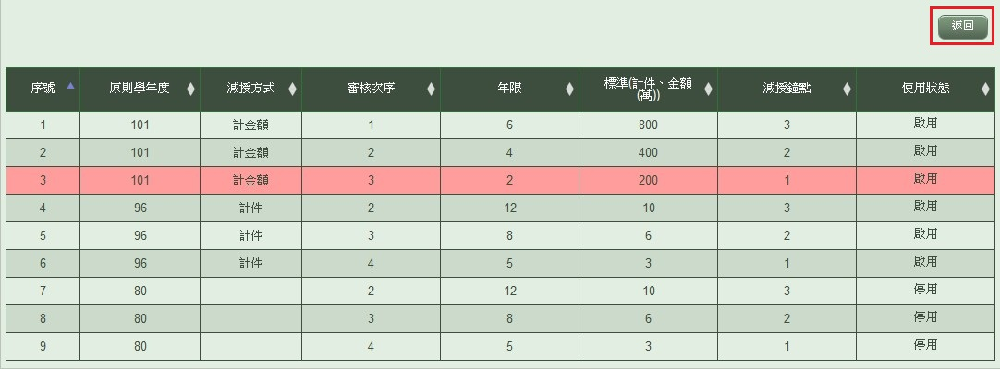 返回
序號 原則學年度 減授方式 審核次序 年限 標準(計件、金額(萬)) 減授鐘點 使用狀態
1 101 計金額 1 6 800 3 啟用
2 101 計金額 2 4 400 2 啟用
3 101 計金額 3 2 200 1 啟用
4 96 計件 2 12 10 3 啟用
5 96 計件 3 8 6 2 啟用
6 96 計件 4 5 3 1 啟用
7 80 2 12 10 3 停用
8 80 3 8 6 2 停用
9 80 4 5 3 1 停用